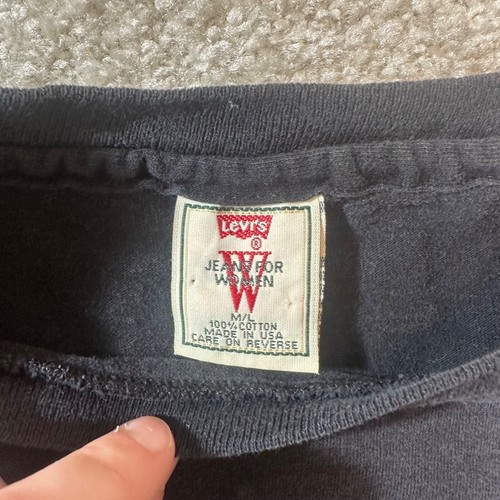 Levi's
®
W
JEANS FOR
WOMEN
M/L
100% COTTON
MADE IN USA
CARE ON REVERSE